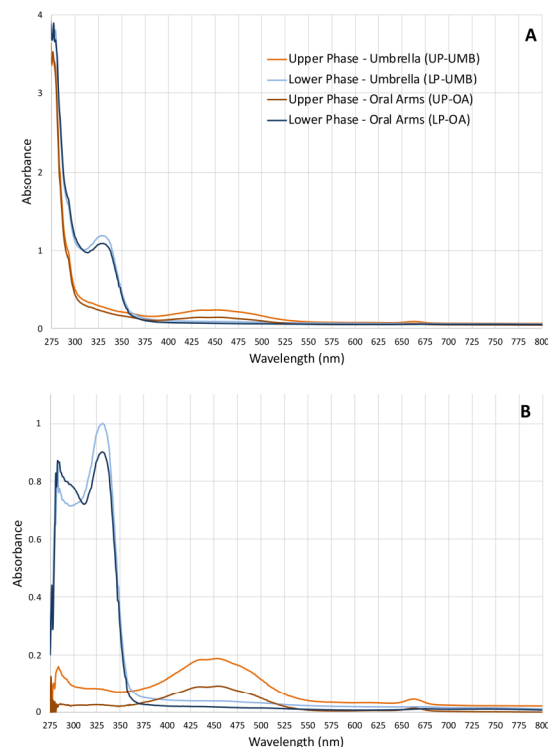 A
Upper Phase - Umbrella (UP-UMB)
Lower Phase - Umbrella (LP-UMB)
Upper Phase - Oral Arms (UP-OA)
Lower Phase - Oral Arms (LP-OA)
4
3
2
1
0
Absorbance
275 300 325 350 375 400 425 450 475 500 525 550 575 600 625 650 675 700 725 750 775 800
Wavelength (nm)
B
1
0.8
0.6
0.4
0.2
0
Absorbance
275 300 325 350 375 400 425 450 475 500 525 550 575 600 625 650 675 700 725 750 775 800
Wavelength (nm)